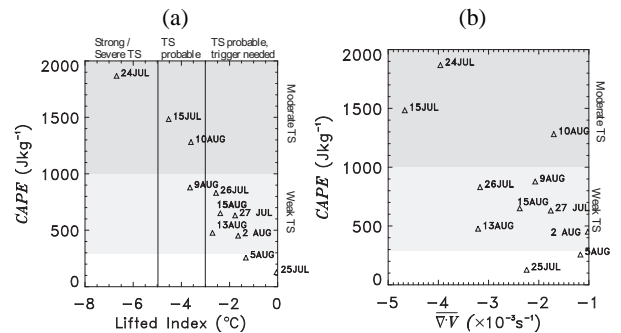 (a)
Strong /
Severe TS
TS
probable
TS probable,
trigger needed
2000
1500
1000
500
0
CAPE (Jkg⁻¹)
24JUL
15JUL
10AUG
9AUG
26JUL
15AUG
27 JUL
13AUG
2 AUG
5AUG
25JUL
Moderate TS
Weak TS
−8 −6 −4 −2 0
Lifted Index (°C)
(b)
2000
1500
1000
500
0
CAPE (Jkg⁻¹)
24JUL
15JUL
10AUG
9AUG
26JUL
15AUG
27 JUL
13AUG
2 AUG
5AUG
25JUL
Moderate TS
Weak TS
−5 −4 −3 −2 −1
∇·V (×10⁻³s⁻¹)